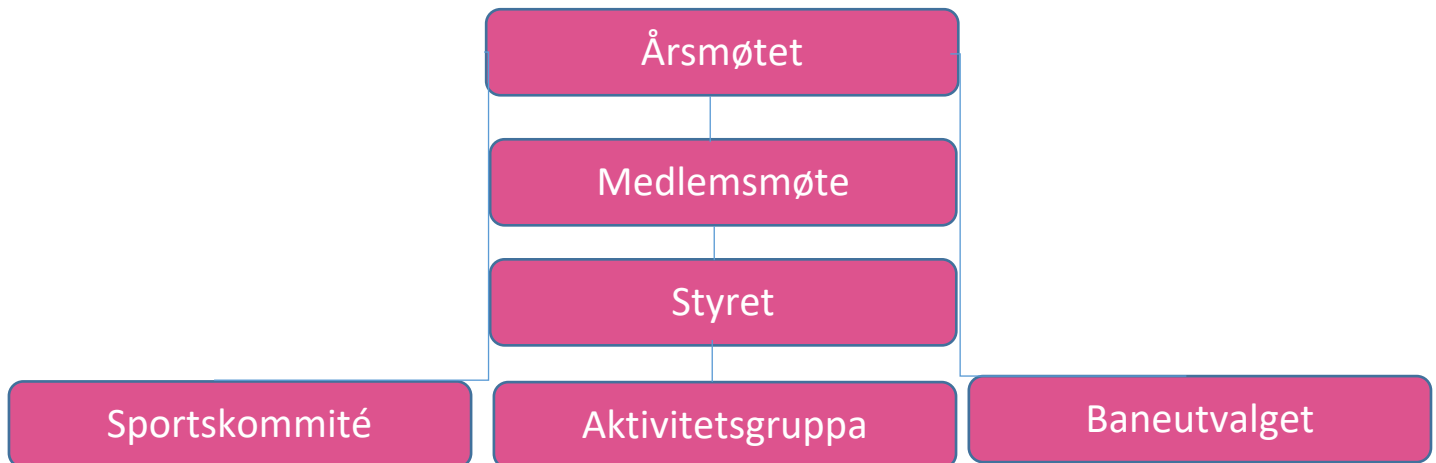 Årsmøtet
Medlemsmøte
Styret
Sportskommité
Aktivitetsgruppa
Baneutvalget